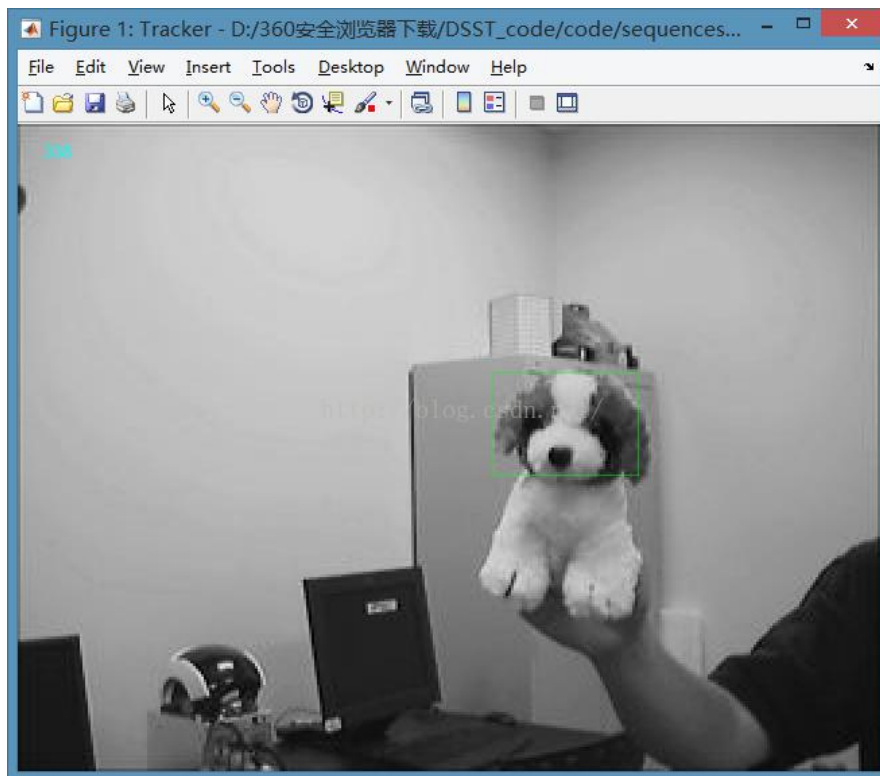 Figure 1: Tracker - D:/360安全浏览器下载/DSST_code/code/sequences...
File Edit View Insert Tools Desktop Window Help